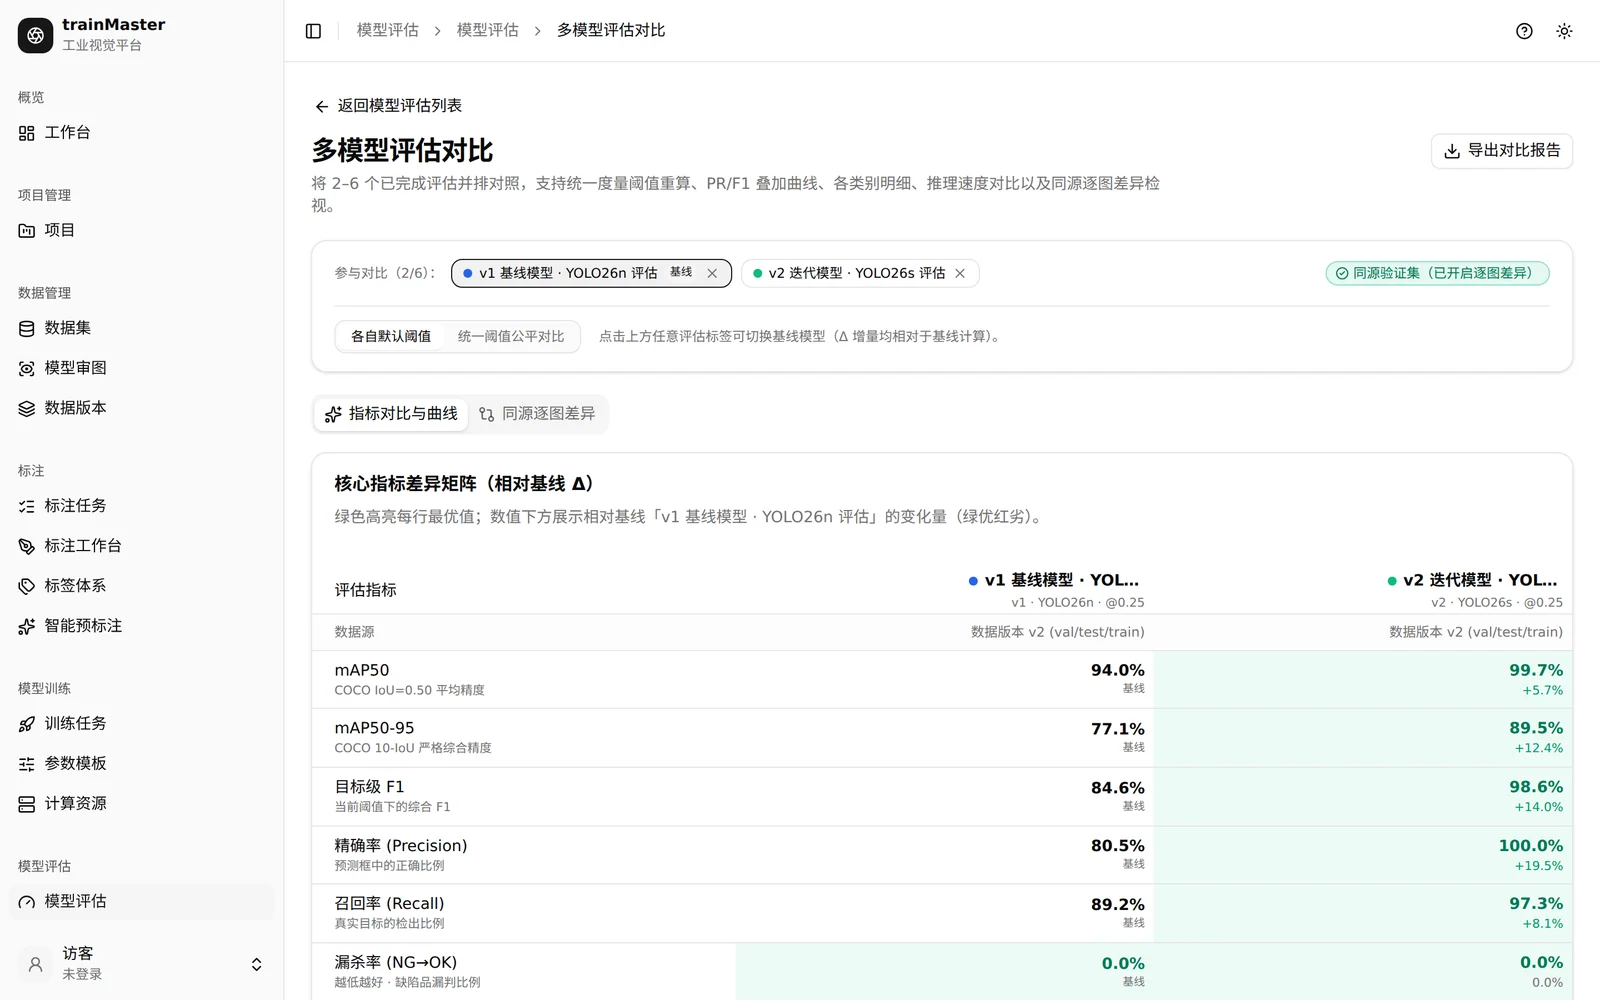 trainMaster
工业视觉平台
概览
工作台
项目管理
项目
数据管理
数据集
模型审图
数据版本
标注
标注任务
标注工作台
标签体系
智能预标注
模型训练
训练任务
参数模板
计算资源
模型评估
模型评估
访客
未登录
模型评估 > 模型评估 > 多模型评估对比
返回模型评估列表
多模型评估对比
导出对比报告
将 2–6 个已完成评估并排对照，支持统一度量阈值重算、PR/F1 叠加曲线、各类别明细、推理速度对比以及同源逐图差异检
视。
参与对比（2/6）： v1 基线模型 · YOLO26n 评估 基线 v2 迭代模型 · YOLO26s 评估 同源验证集（已开启逐图差异）
各自默认阈值 统一阈值公平对比 点击上方任意评估标签可切换基线模型（Δ 增量均相对于基线计算）。
指标对比与曲线 同源逐图差异
核心指标差异矩阵（相对基线 Δ）
绿色高亮每行最优值；数值下方展示相对基线「v1 基线模型 · YOLO26n 评估」的变化量（绿优红劣）。
评估指标
v1 基线模型 · YOL...
v1 · YOLO26n · @0.25
v2 迭代模型 · YOL...
v2 · YOLO26s · @0.25
数据源 数据版本 v2 (val/test/train) 数据版本 v2 (val/test/train)
mAP50 94.0% 99.7%
COCO IoU=0.50 平均精度 基线 +5.7%
mAP50-95 77.1% 89.5%
COCO 10-IoU 严格综合精度 基线 +12.4%
目标级 F1 84.6% 98.6%
当前阈值下的综合 F1 基线 +14.0%
精确率 (Precision) 80.5% 100.0%
预测框中的正确比例 基线 +19.5%
召回率 (Recall) 89.2% 97.3%
真实目标的检出比例 基线 +8.1%
漏杀率 (NG→OK) 0.0% 0.0%
越低越好 · 缺陷品漏判比例 基线 0.0%